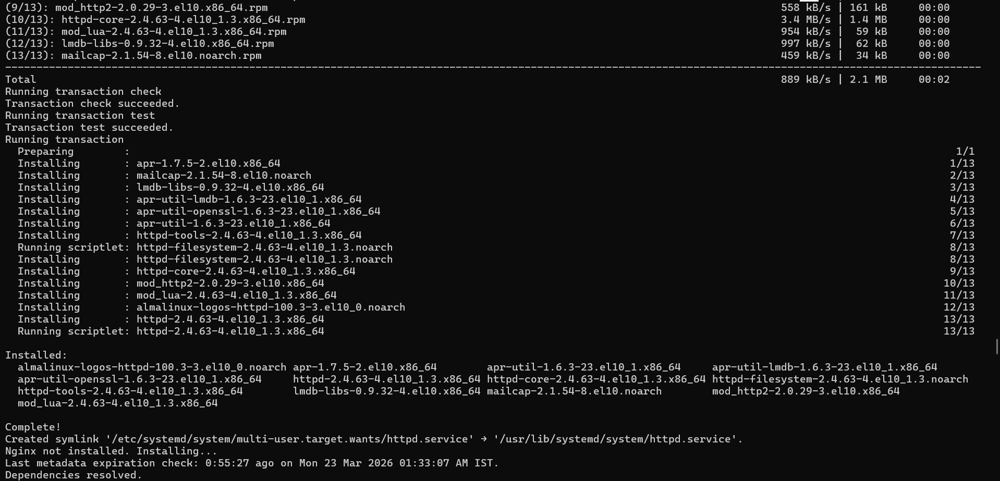 (9/13): mod_http2-2.0.29-3.el10.x86_64.rpm 558 kB/s | 161 kB 00:00
(10/13): httpd-core-2.4.63-4.el10_1.3.x86_64.rpm 3.4 MB/s | 1.4 MB 00:00
(11/13): mod_lua-2.4.63-4.el10_1.3.x86_64.rpm 954 kB/s | 59 kB 00:00
(12/13): lmdb-libs-0.9.32-4.el10.x86_64.rpm 997 kB/s | 62 kB 00:00
(13/13): mailcap-2.1.54-8.el10.noarch.rpm 459 kB/s | 34 kB 00:00
--------------------------------------------------------------------------------
Total 889 kB/s | 2.1 MB 00:02
Running transaction check
Transaction check succeeded.
Running transaction test
Transaction test succeeded.
Running transaction
Preparing : 1/1
Installing : apr-1.7.5-2.el10.x86_64 1/13
Installing : mailcap-2.1.54-8.el10.noarch 2/13
Installing : lmdb-libs-0.9.32-4.el10.x86_64 3/13
Installing : apr-util-lmdb-1.6.3-23.el10_1.x86_64 4/13
Installing : apr-util-openssl-1.6.3-23.el10_1.x86_64 5/13
Installing : apr-util-1.6.3-23.el10_1.x86_64 6/13
Installing : httpd-tools-2.4.63-4.el10_1.3.x86_64 7/13
Running scriptlet: httpd-filesystem-2.4.63-4.el10_1.3.noarch 8/13
Installing : httpd-filesystem-2.4.63-4.el10_1.3.noarch 8/13
Installing : httpd-core-2.4.63-4.el10_1.3.x86_64 9/13
Installing : mod_http2-2.0.29-3.el10.x86_64 10/13
Installing : mod_lua-2.4.63-4.el10_1.3.x86_64 11/13
Installing : almalinux-logos-httpd-100.3-3.el10_0.noarch 12/13
Installing : httpd-2.4.63-4.el10_1.3.x86_64 13/13
Running scriptlet: httpd-2.4.63-4.el10_1.3.x86_64 13/13
Installed:
almalinux-logos-httpd-100.3-3.el10_0.noarch apr-1.7.5-2.el10.x86_64 apr-util-1.6.3-23.el10_1.x86_64 apr-util-lmdb-1.6.3-23.el10_1.x86_64
apr-util-openssl-1.6.3-23.el10_1.x86_64 httpd-2.4.63-4.el10_1.3.x86_64 httpd-core-2.4.63-4.el10_1.3.x86_64 httpd-filesystem-2.4.63-4.el10_1.3.noarch
httpd-tools-2.4.63-4.el10_1.3.x86_64 lmdb-libs-0.9.32-4.el10.x86_64 mailcap-2.1.54-8.el10.noarch mod_http2-2.0.29-3.el10.x86_64
mod_lua-2.4.63-4.el10_1.3.x86_64
Complete!
Created symlink '/etc/systemd/system/multi-user.target.wants/httpd.service' → '/usr/lib/systemd/system/httpd.service'.
Nginx not installed. Installing...
Last metadata expiration check: 0:55:27 ago on Mon 23 Mar 2026 01:33:07 AM IST.
Dependencies resolved.